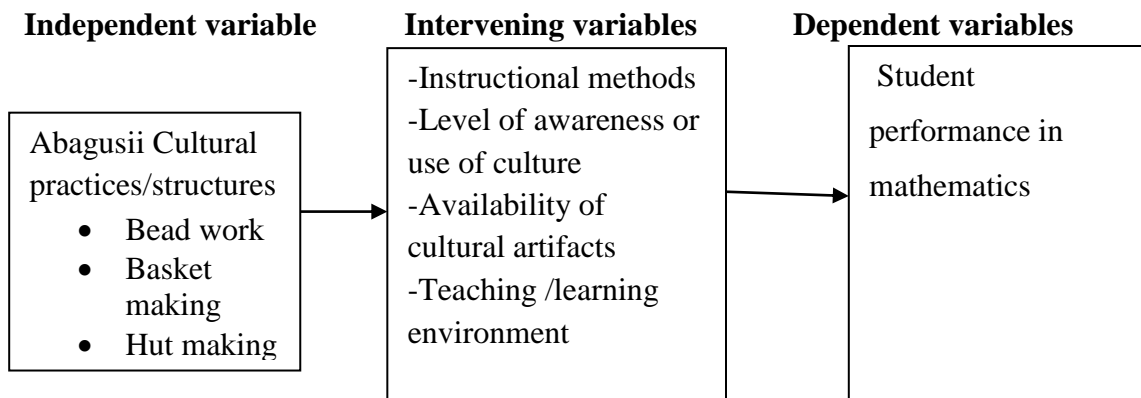 Independent variable
Abagusii Cultural
practices/structures
• Bead work
• Basket
making
• Hut making
Intervening variables
-Instructional methods
-Level of awareness or
use of culture
-Availability of
cultural artifacts
-Teaching /learning
environment
Dependent variables
Student
performance in
mathematics